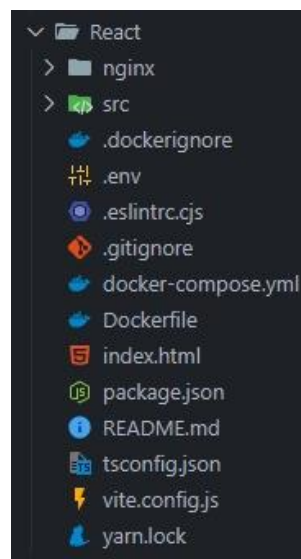 React
nginx
src
.dockerignore
.env
.eslintrc.cjs
.gitignore
docker-compose.yml
Dockerfile
index.html
package.json
README.md
tsconfig.json
vite.config.js
yarn.lock